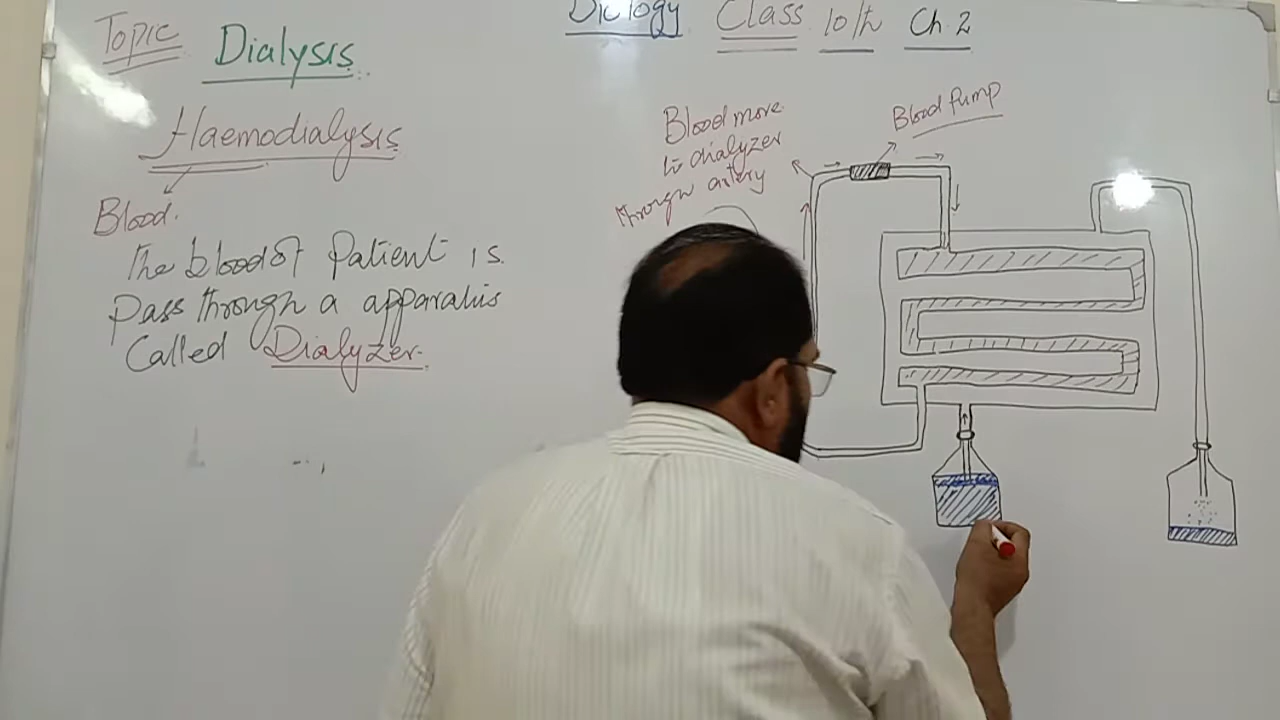 Topic Dialysis
Biology Class 10th Ch. 2
Haemodialysis
Blood.
The blood of Patient is
Pass through a apparatus
Called Dialyzer.
Blood move
to dialyzer
through artery
Blood Pump